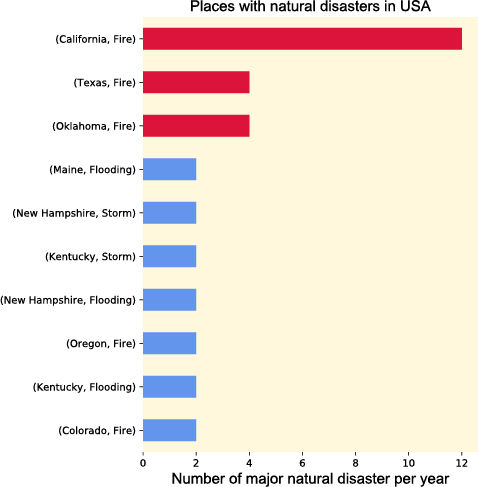 Places with natural disasters in USA
(California, Fire)
(Texas, Fire)
(Oklahoma, Fire)
(Maine, Flooding)
(New Hampshire, Storm)
(Kentucky, Storm)
(New Hampshire, Flooding)
(Oregon, Fire)
(Kentucky, Flooding)
(Colorado, Fire)
0 2 4 6 8 10 12
Number of major natural disaster per year